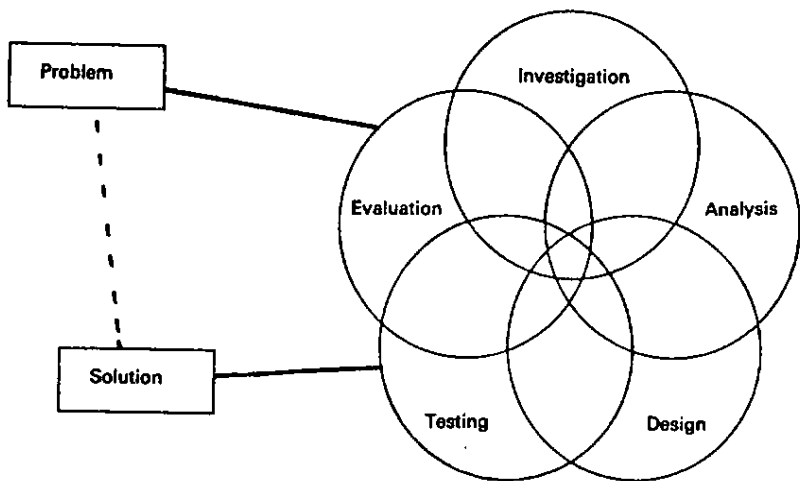 Problem
Investigation
Evaluation
Analysis
Solution
Testing
Design